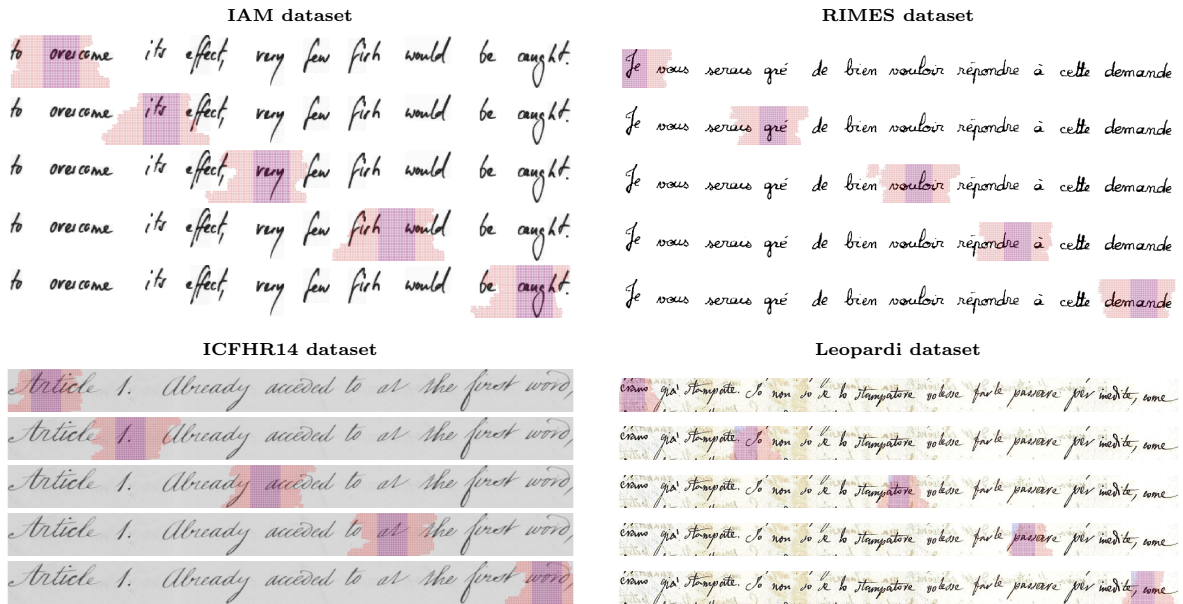 IAM dataset
to overcome its effect, very few fish would be caught.
to overcome its effect, very few fish would be caught.
to overcome its effect, very few fish would be caught.
to overcome its effect, very few fish would be caught.
to overcome its effect, very few fish would be caught.
RIMES dataset
Je vous serais gré de bien vouloir répondre à cette demande
Je vous serais gré de bien vouloir répondre à cette demande
Je vous serais gré de bien vouloir répondre à cette demande
Je vous serais gré de bien vouloir répondre à cette demande
Je vous serais gré de bien vouloir répondre à cette demande
ICFHR14 dataset
Article 1. Already acceded to at the first word,
Article 1. Already acceded to at the first word,
Article 1. Already acceded to at the first word,
Article 1. Already acceded to at the first word,
Article 1. Already acceded to at the first word,
Leopardi dataset
erano gia' stampate. Io non so se lo stampatore volesse farle passare per inedite, come
erano gia' stampate. Io non so se lo stampatore volesse farle passare per inedite, come
erano gia' stampate. Io non so se lo stampatore volesse farle passare per inedite, come
erano gia' stampate. Io non so se lo stampatore volesse farle passare per inedite, come
erano gia' stampate. Io non so se lo stampatore volesse farle passare per inedite, come